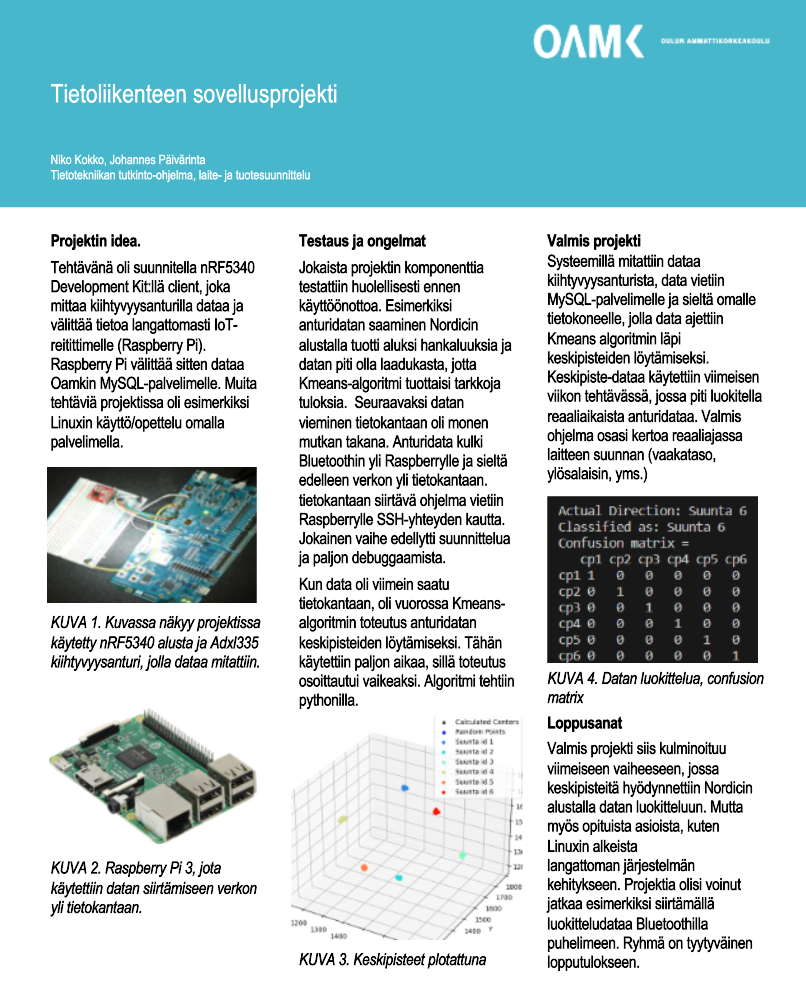 OAMK OULUN AMMATTIKORKEAKOULU
Tietoliikenteen sovellusprojekti
Niko Kokko, Johannes Päivärinta
Tietotekniikan tutkinto-ohjelma, laite- ja tuotesuunnittelu
Projektin idea.
Tehtävänä oli suunnitella nRF5340
Development Kit:llä client, joka
mittaa kiihtyvyysanturilla dataa ja
välittää tietoa langattomasti IoT-
reitittimelle (Raspberry Pi).
Raspberry Pi välittää sitten dataa
Oamkin MySQL-palvelimelle. Muita
tehtäviä projektissa oli esimerkiksi
Linuxin käyttö/opettelu omalla
palvelimella.
KUVA 1. Kuvassa näkyy projektissa
käytetty nRF5340 alusta ja Adxl335
kiihtyvyysanturi, jolla dataa mitattiin.
KUVA 2. Raspberry Pi 3, jota
käytettiin datan siirtämiseen verkon
yli tietokantaan.
Testaus ja ongelmat
Jokaista projektin komponenttia
testattiin huolellisesti ennen
käyttöönottoa. Esimerkiksi
anturidatan saaminen Nordicin
alustalla tuotti aluksi hankaluuksia ja
datan piti olla laadukasta, jotta
Kmeans-algoritmi tuottaisi tarkkoja
tuloksia. Seuraavaksi datan
vieminen tietokantaan oli monen
mutkan takana. Anturidata kulki
Bluetoothin yli Raspberrylle ja sieltä
edelleen verkon yli tietokantaan.
tietokantaan siirtävä ohjelma vietiin
Raspberrylle SSH-yhteyden kautta.
Jokainen vaihe edellytti suunnittelua
ja paljon debuggaamista.
Kun data oli viimein saatu
tietokantaan, oli vuorossa Kmeans-
algoritmin toteutus anturidatan
keskipisteiden löytämiseksi. Tähän
käytettiin paljon aikaa, sillä toteutus
osoittautui vaikeaksi. Algoritmi tehtiin
pythonilla.
Calculated Centers
Random Points
Suunta id 1
Suunta id 2
Suunta id 3
Suunta id 4
Suunta id 5
Suunta id 6
1800
1700
1600
1500
1400
Y
1200
1300
1400
KUVA 3. Keskipisteet plotattuna
Valmis projekti
Systeemillä mitattiin dataa
kiihtyvyysanturista, data vietiin
MySQL-palvelimelle ja sieltä omalle
tietokoneelle, jolla data ajettiin
Kmeans algoritmin läpi
keskipisteiden löytämiseksi.
Keskipiste-dataa käytettiin viimeisen
viikon tehtävässä, jossa piti luokitella
reaaliaikaista anturidataa. Valmis
ohjelma osasi kertoa reaaliajassa
laitteen suunnan (vaakataso,
ylösalaisin, yms.)
Actual Direction: Suunta 6
Classified as: Suunta 6
Confusion matrix =
cp1 cp2 cp3 cp4 cp5 cp6
cp1 1 0 0 0 0 0
cp2 0 1 0 0 0 0
cp3 0 0 1 0 0 0
cp4 0 0 0 1 0 0
cp5 0 0 0 0 1 0
cp6 0 0 0 0 0 1
KUVA 4. Datan luokittelua, confusion
matrix
Loppusanat
Valmis projekti siis kulminoituu
viimeiseen vaiheeseen, jossa
keskipisteitä hyödynnettiin Nordicin
alustalla datan luokitteluun. Mutta
myös opituista asioista, kuten
Linuxin alkeista
langattoman järjestelmän
kehitykseen. Projektia olisi voinut
jatkaa esimerkiksi siirtämällä
luokitteludataa Bluetoothilla
puhelimeen. Ryhmä on tyytyväinen
lopputulokseen.